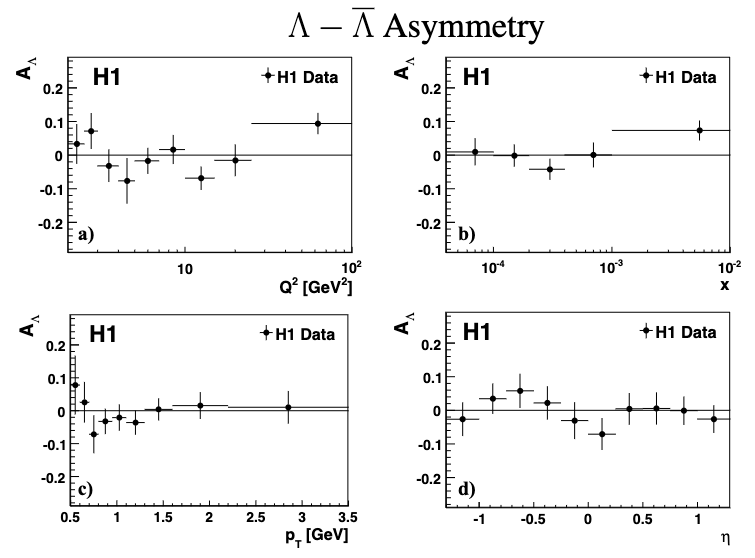 Λ − Λ̅ Asymmetry
A_Λ
H1
H1 Data
0.2
0.1
0
-0.1
-0.2
a)
10
10²
Q² [GeV²]
A_Λ
H1
H1 Data
0.2
0.1
0
-0.1
-0.2
b)
10⁻⁴
10⁻³
10⁻²
x
A_Λ
H1
H1 Data
0.2
0.1
0
-0.1
-0.2
c)
0.5 1 1.5 2 2.5 3 3.5
p_T [GeV]
A_Λ
H1
H1 Data
0.2
0.1
0
-0.1
-0.2
d)
-1 -0.5 0 0.5 1
η